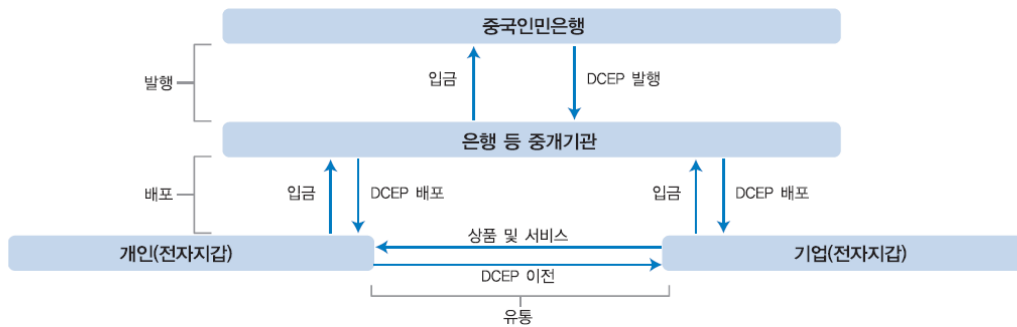 중국인민은행
발행
입금
DCEP 발행
은행 등 중개기관
배포
입금
DCEP 배포
입금
DCEP 배포
상품 및 서비스
개인(전자지갑)
기업(전자지갑)
DCEP 이전
유통